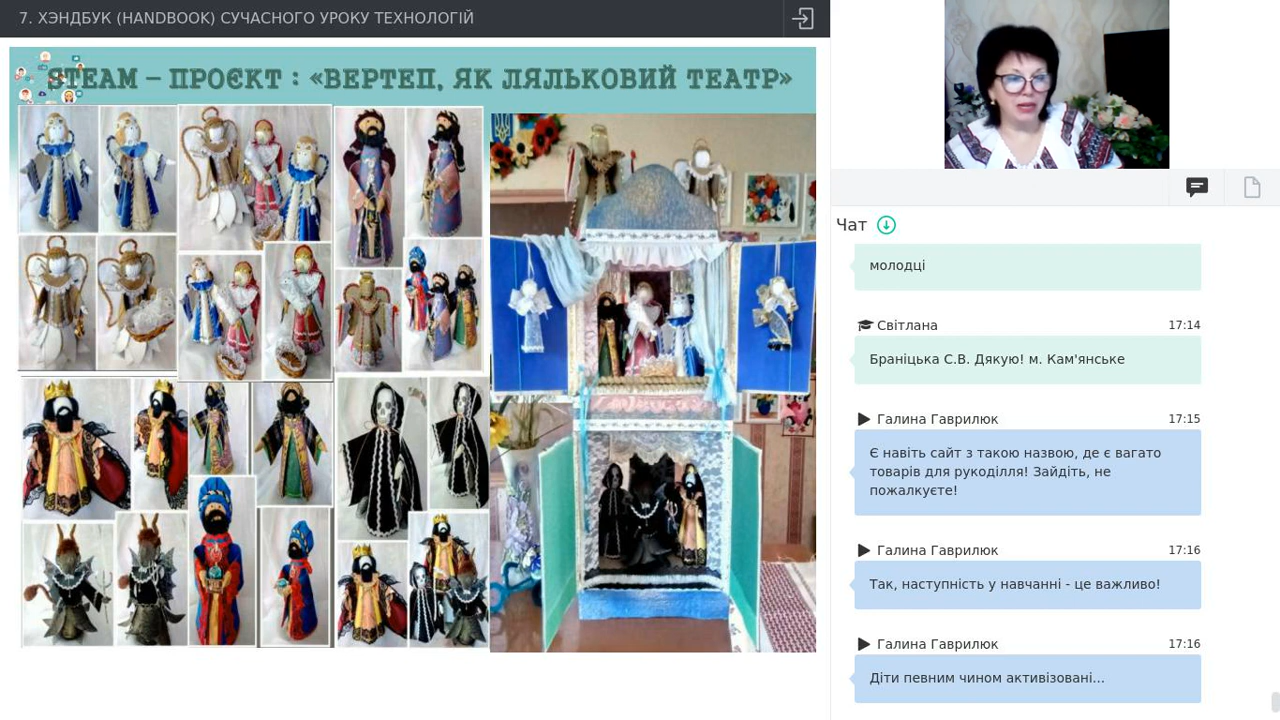 7. ХЭНДБУК (HANDBOOK) СУЧАСНОГО УРОКУ ТЕХНОЛОГІЙ
STEAM – ПРОЄКТ : «ВЕРТЕП, ЯК ЛЯЛЬКОВИЙ ТЕАТР»
Чат
молодці
Світлана 17:14
Браніцька С.В. Дякую! м. Кам'янське
Галина Гаврилюк 17:15
Є навіть сайт з такою назвою, де є вагато
товарів для рукоділля! Зайдіть, не
пожалкуєте!
Галина Гаврилюк 17:16
Так, наступність у навчанні - це важливо!
Галина Гаврилюк 17:16
Діти певним чином активізовані...